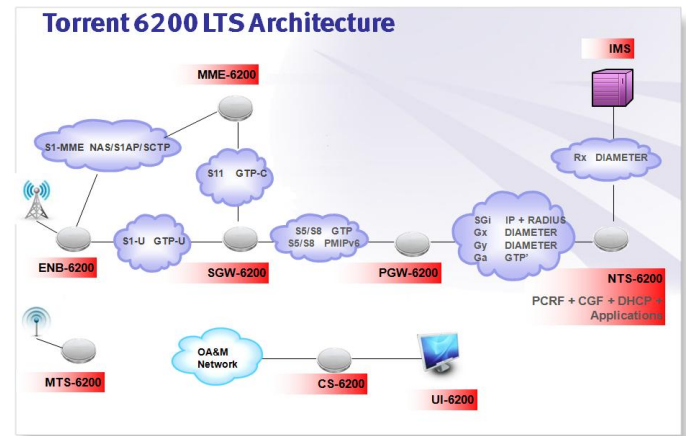 Torrent 6200 LTS Architecture
IMS
MME-6200
S1-MME NAS/S1AP/SCTP
Rx DIAMETER
S11 GTP-C
SGi IP + RADIUS
Gx DIAMETER
Gy DIAMETER
Ga GTP'
S1-U GTP-U
S5/S8 GTP
S5/S8 PMIPv6
ENB-6200
SGW-6200
PGW-6200
NTS-6200
PCRF + CGF + DHCP +
Applications
OA&M
Network
MTS-6200
CS-6200
UI-6200